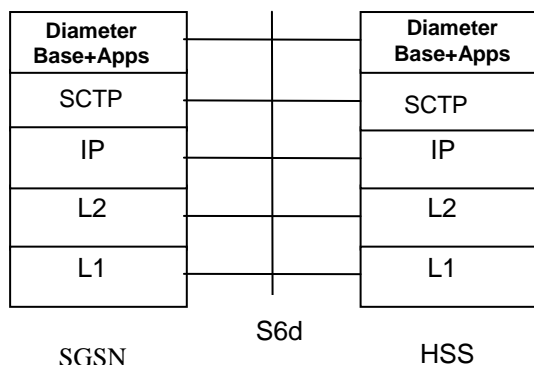 Diameter
Base+Apps
SCTP
IP
L2
L1
SGSN
S6d
Diameter
Base+Apps
SCTP
IP
L2
L1
HSS